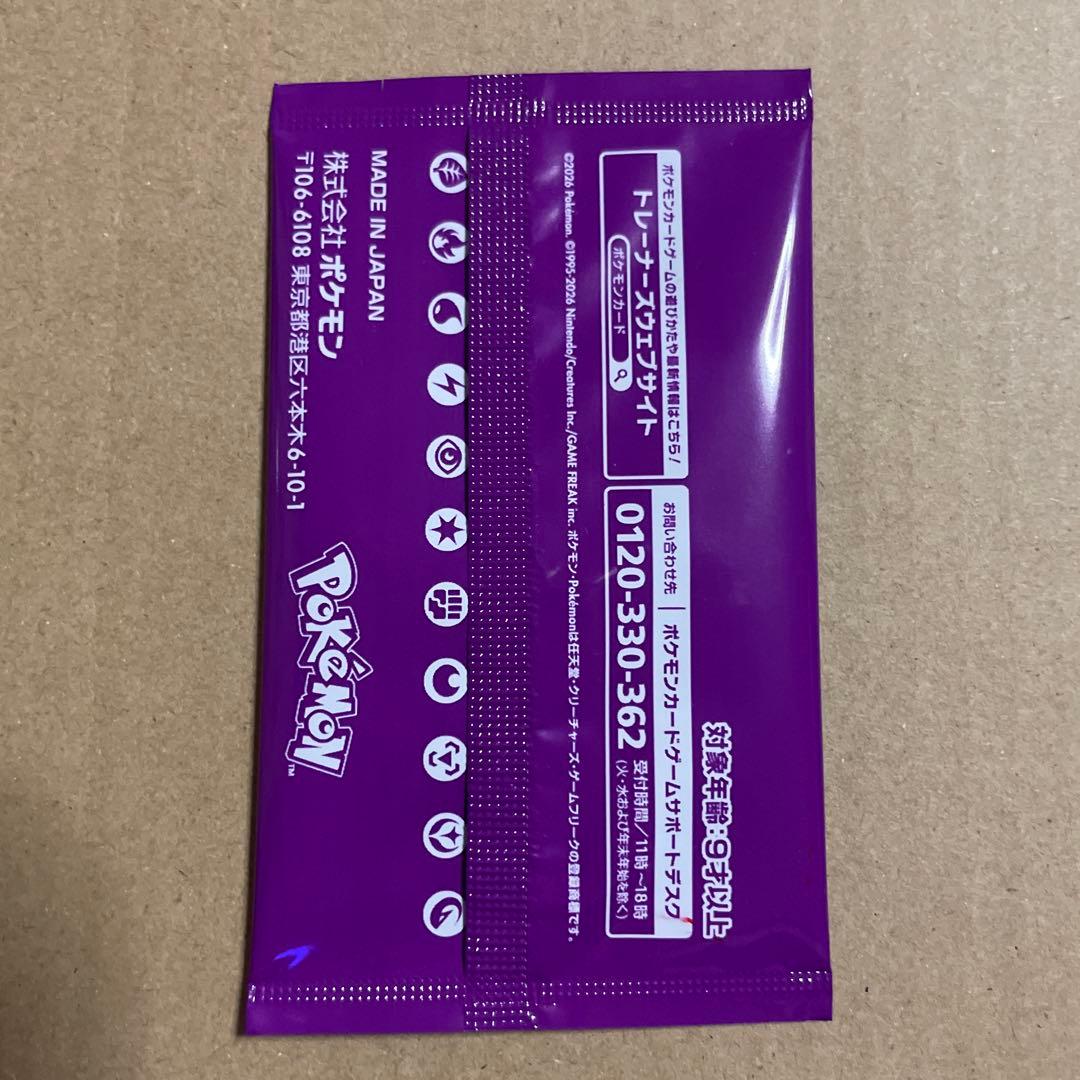 対象年齢:9才以上
ポケモンカードゲームの遊びかたや最新情報はこちら!
トレーナーズウェブサイト
ポケモンカード
お問い合わせ先
ポケモンカードゲームサポートデスク
0120-330-362
受付時間/11時~18時
(火・水および年末年始を除く)
©2026 Pokémon. ©1995-2026 Nintendo/Creatures Inc./GAME FREAK inc. ポケモン・Pokémonは任天堂・クリーチャーズ・ゲームフリークの登録商標です。
MADE IN JAPAN
株式会社 ポケモン
〒106-6108 東京都港区六本木6-10-1
POKéMON
TM